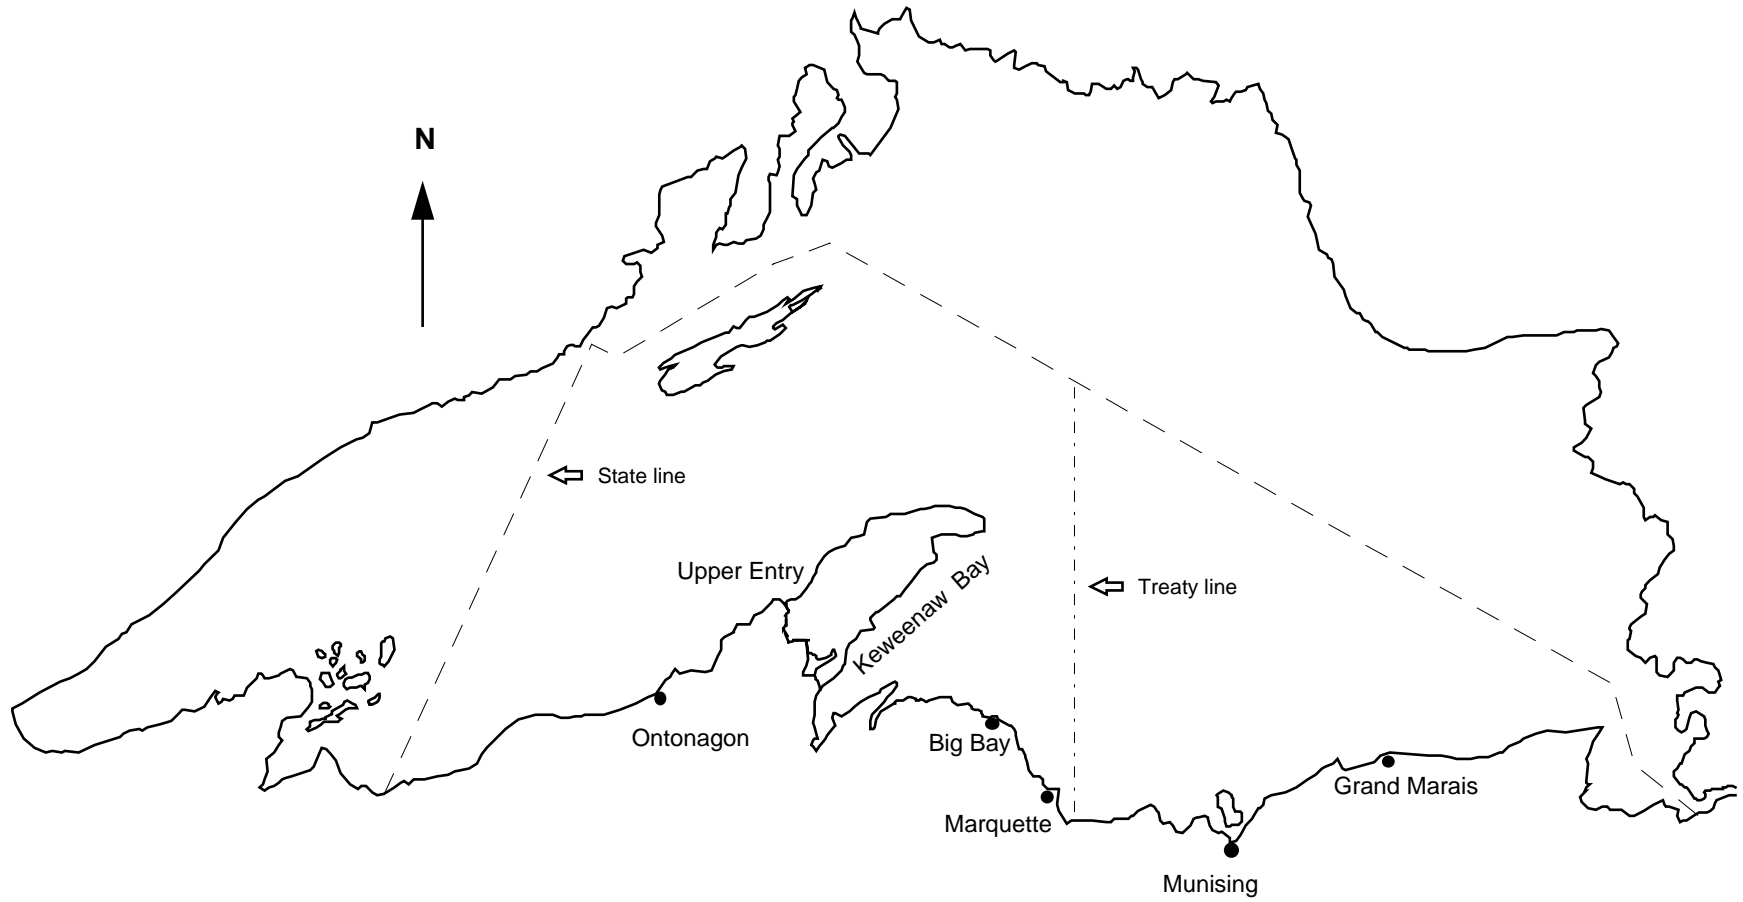 N
State line
Upper Entry
Keweenaw Bay
Treaty line
Ontonagon
Big Bay
Grand Marais
Marquette
Munising